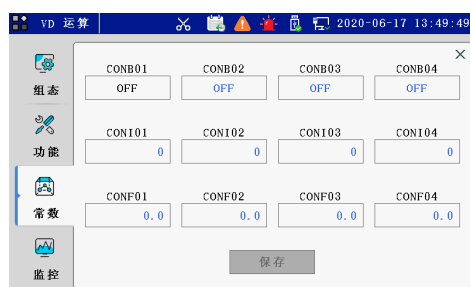 VD 运算
2020-06-17 13:49:49
组态
功能
常数
监控
CONB01 CONB02 CONB03 CONB04
OFF OFF OFF OFF
CONI01 CONI02 CONI03 CONI04
0 0 0 0
CONF01 CONF02 CONF03 CONF04
0.0 0.0 0.0 0.0
保存